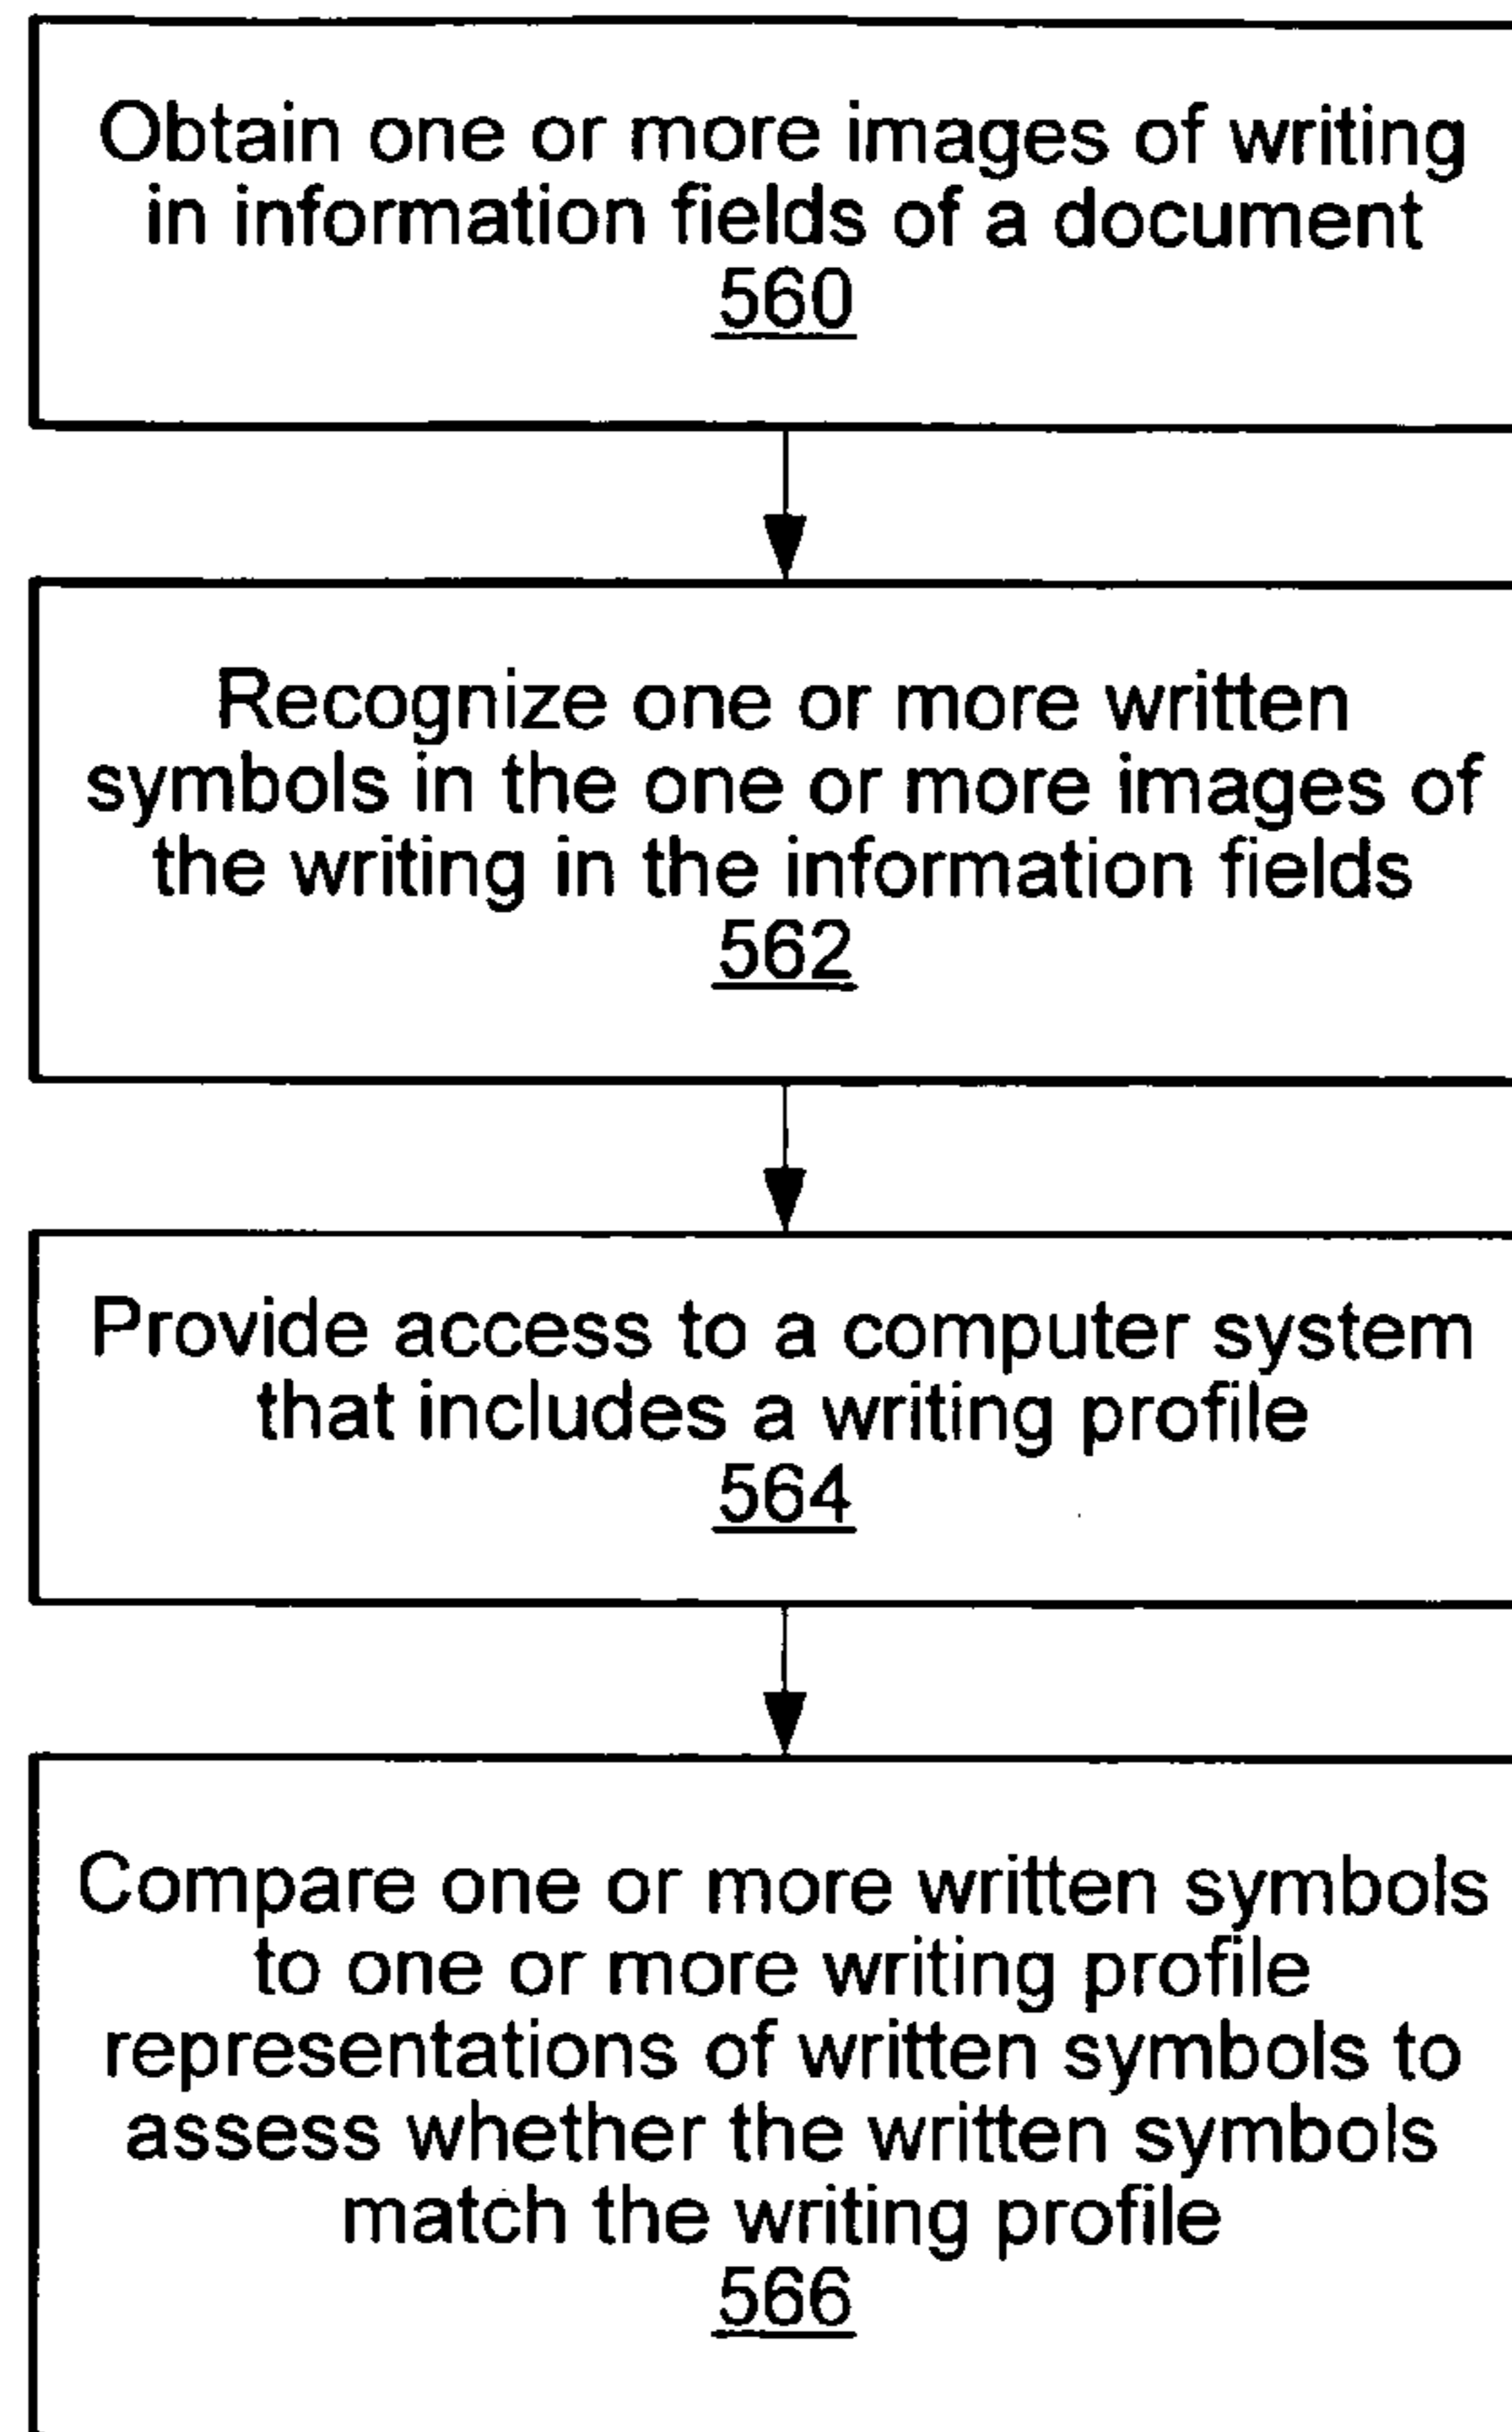 Obtain one or more images of writing
in information fields of a document
560
Recognize one or more written
symbols in the one or more images of
the writing in the information fields
562
Provide access to a computer system
that includes a writing profile
564
Compare one or more written symbols
to one or more writing profile
representations of written symbols to
assess whether the written symbols
match the writing profile
566